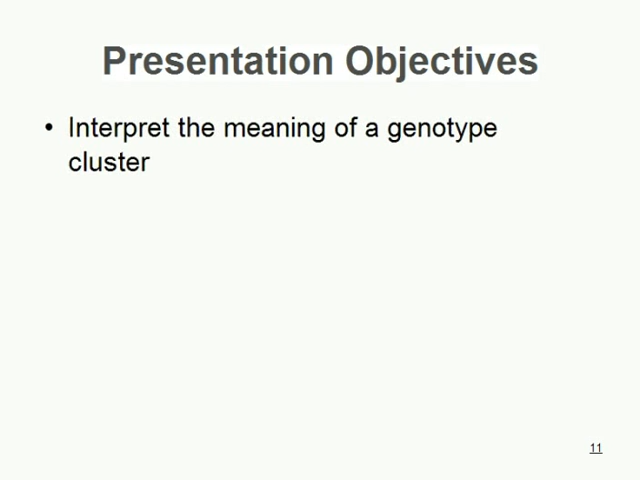 Presentation Objectives
• Interpret the meaning of a genotype
cluster
11